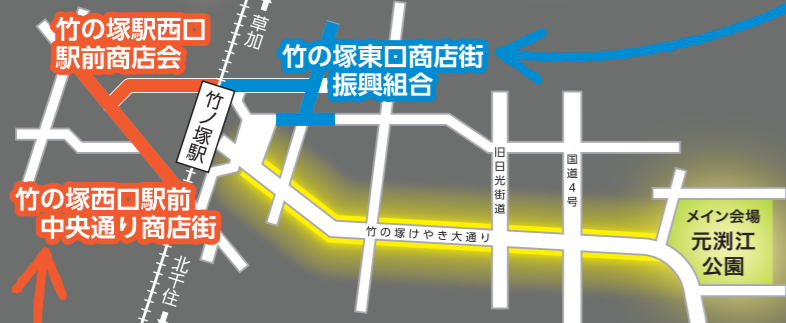 竹の塚駅西口
駅前商店会
草加
竹の塚東口商店街
振興組合
竹ノ塚駅
旧日光街道
国道4号
竹の塚西口駅前
中央通り商店街
竹の塚けやき大通り
メイン会場
元渕江
公園
北千住